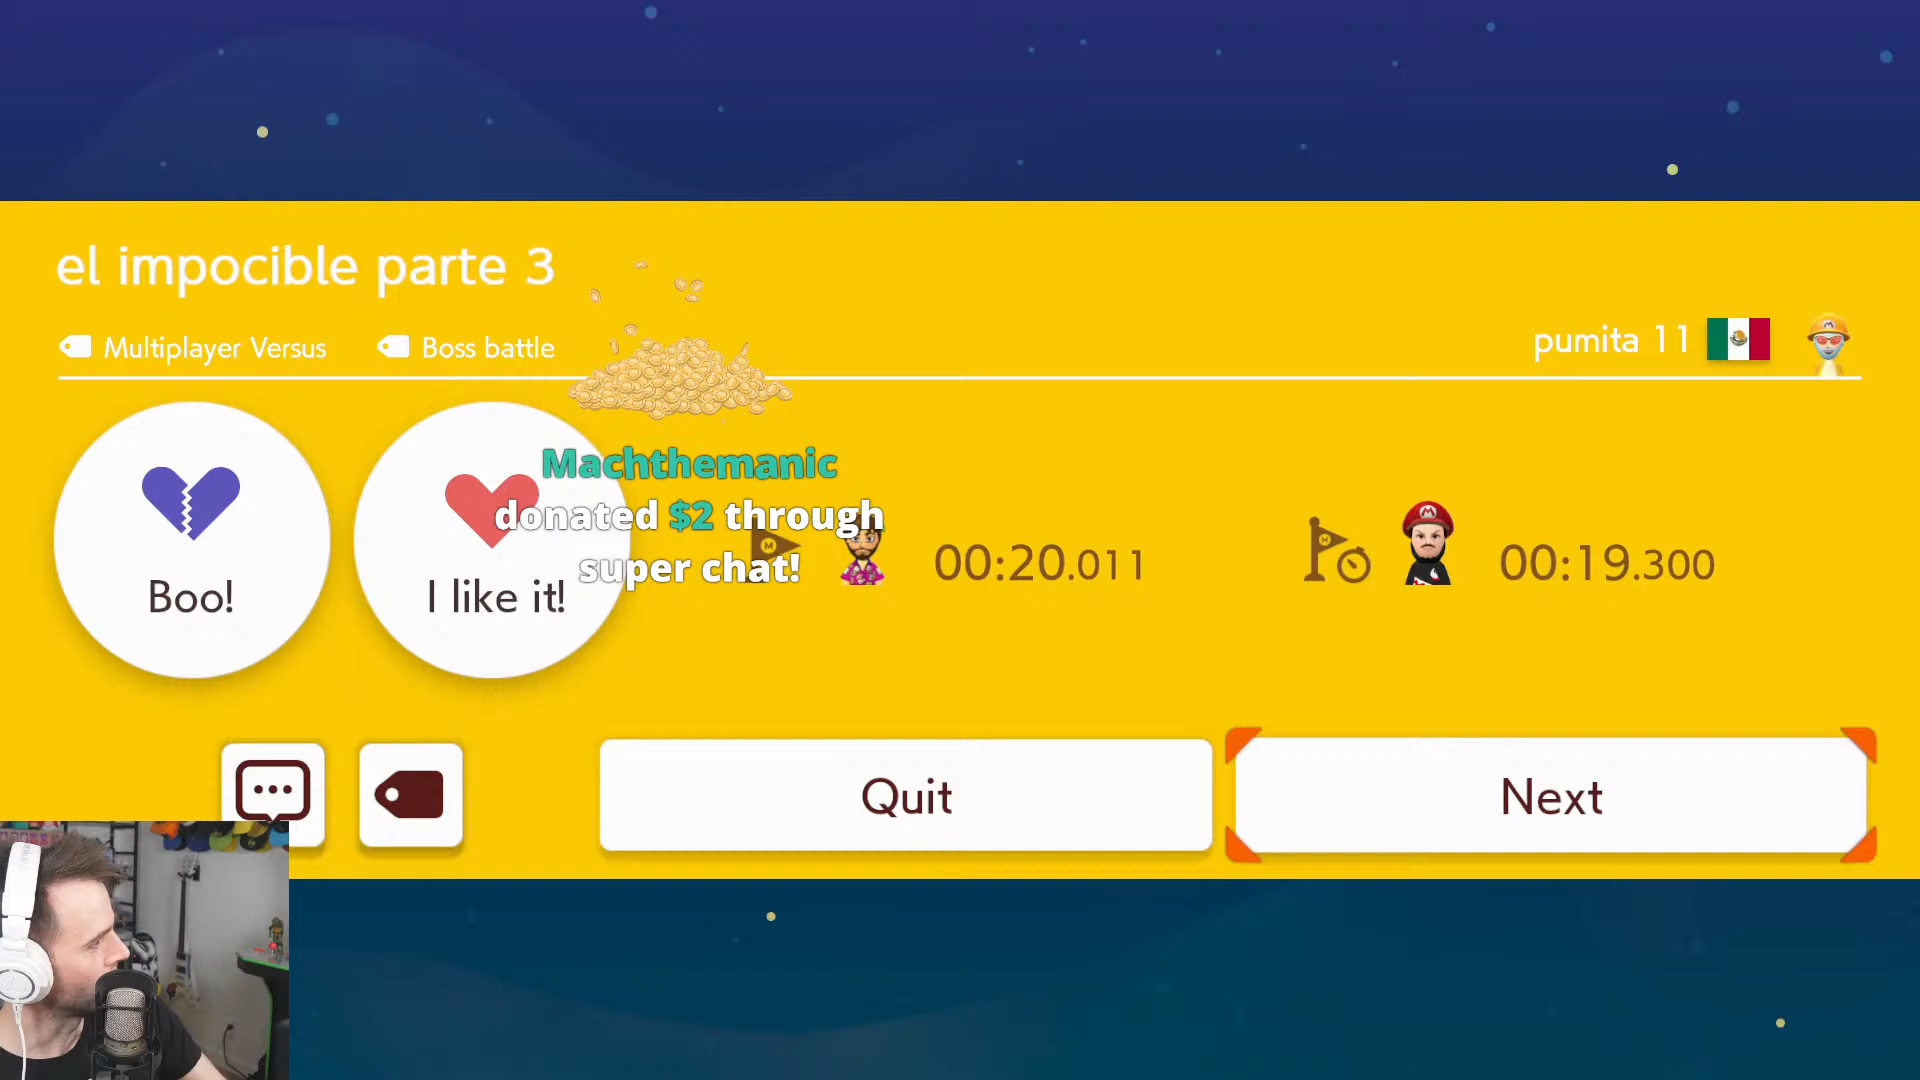 el impocible parte 3
Multiplayer Versus
Boss battle
pumita 11
Machthemanic
donated $2 through
super chat!
Boo!
I like it!
00:20.011
00:19.300
Quit
Next